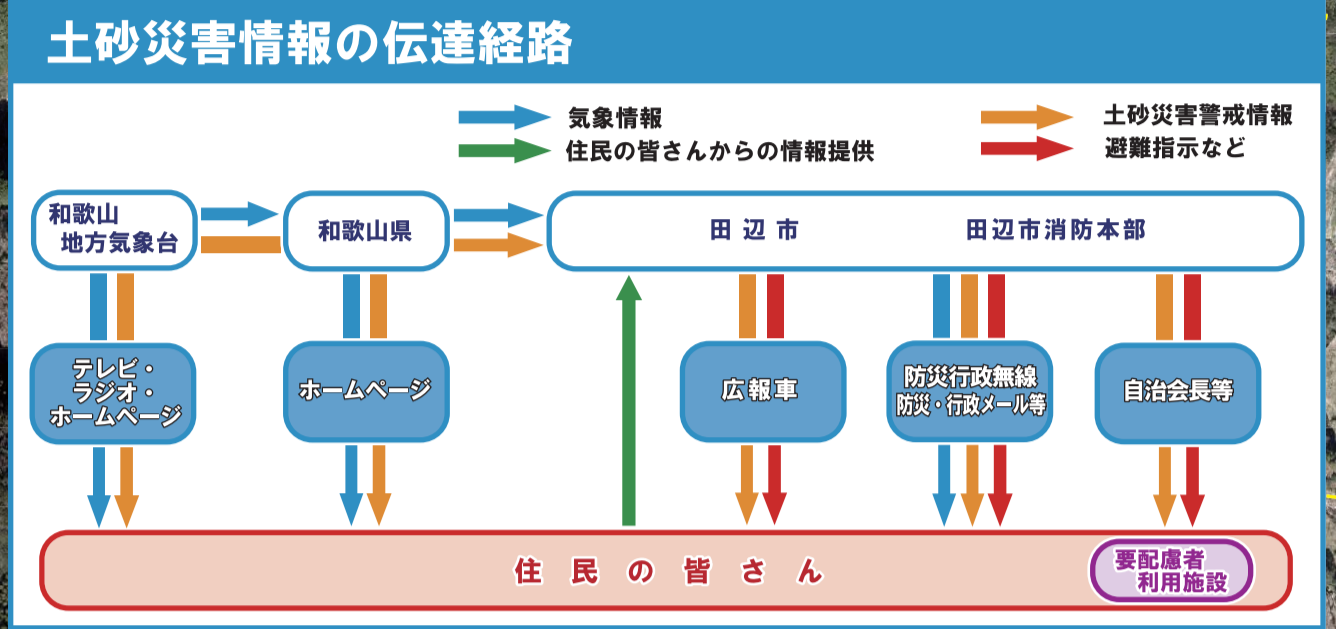 土砂災害情報の伝達経路
気象情報
住民の皆さんからの情報提供
土砂災害警戒情報
避難指示など
和歌山
地方気象台
和歌山県
田辺市
田辺市消防本部
テレビ・
ラジオ・
ホームページ
ホームページ
広報車
防災行政無線
防災・行政メール等
自治会長等
住民の皆さん
要配慮者
利用施設